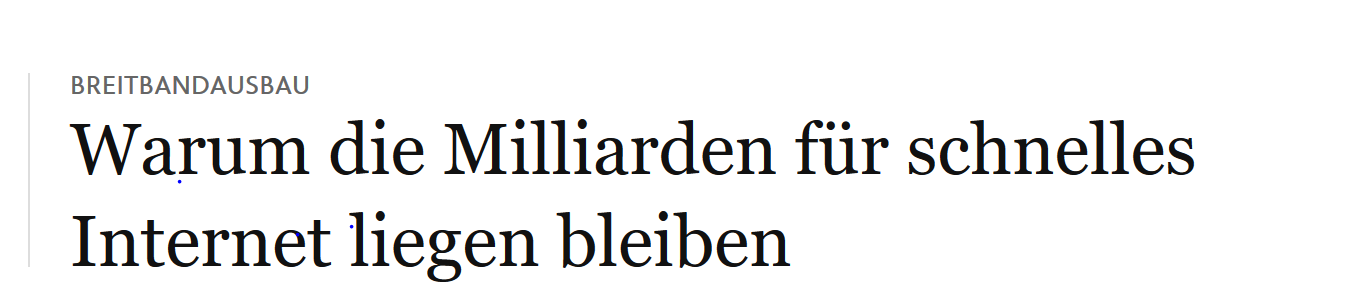 BREITBANDAUSBAU
Warum die Milliarden für schnelles
Internet liegen bleiben